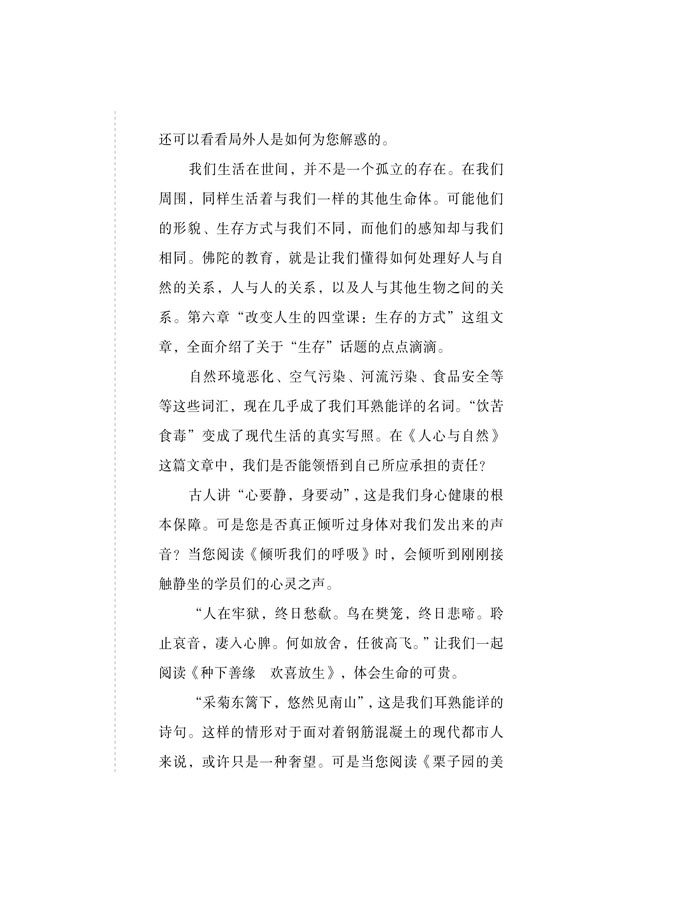 还可以看看局外人是如何为您解惑的。
我们生活在世间，并不是一个孤立的存在。在我们
周围，同样生活着与我们一样的其他生命体。可能他们
的形貌、生存方式与我们不同，而他们的感知却与我们
相同。佛陀的教育，就是让我们懂得如何处理好人与自
然的关系，人与人的关系，以及人与其他生物之间的关
系。第六章“改变人生的四堂课：生存的方式”这组文
章，全面介绍了关于“生存”话题的点点滴滴。
自然环境恶化、空气污染、河流污染、食品安全等
等这些词汇，现在几乎成了我们耳熟能详的名词。“饮苦
食毒”变成了现代生活的真实写照。在《人心与自然》
这篇文章中，我们是否能领悟到自己所应承担的责任？
古人讲“心要静，身要动”，这是我们身心健康的根
本保障。可是您是否真正倾听过身体对我们发出来的声
音？当您阅读《倾听我们的呼吸》时，会倾听到刚刚接
触静坐的学员们的心灵之声。
“人在牢狱，终日愁欷。鸟在樊笼，终日悲啼。聆
止哀音，凄入心脾。何如放舍，任彼高飞。”让我们一起
阅读《种下善缘　欢喜放生》，体会生命的可贵。
“采菊东篱下，悠然见南山”，这是我们耳熟能详的
诗句。这样的情形对于面对着钢筋混凝土的现代都市人
来说，或许只是一种奢望。可是当您阅读《栗子园的美